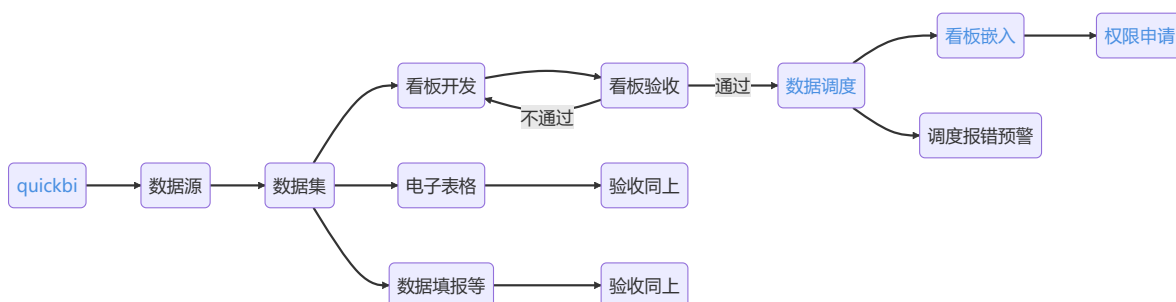 看板嵌入
权限申请
看板开发
看板验收
通过
数据调度
不通过
调度报错预警
quickbi
数据源
数据集
电子表格
验收同上
数据填报等
验收同上